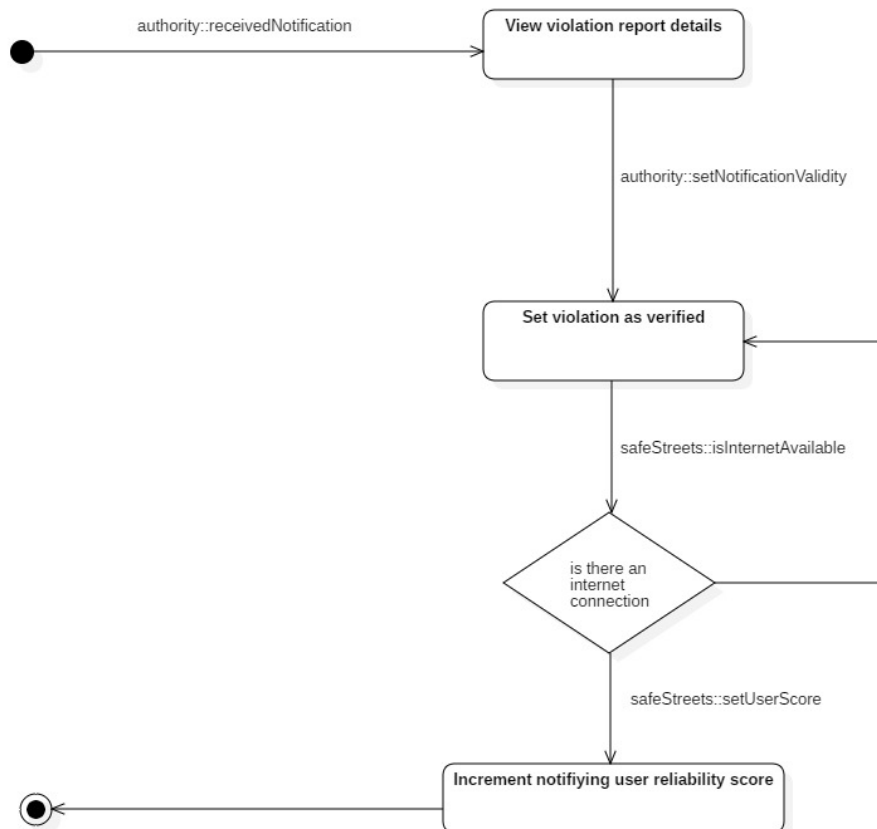 authority::receivedNotification
View violation report details
authority::setNotificationValidity
Set violation as verified
safeStreets::isInternetAvailable
is there an
internet
connection
safeStreets::setUserScore
Increment notifiying user reliability score